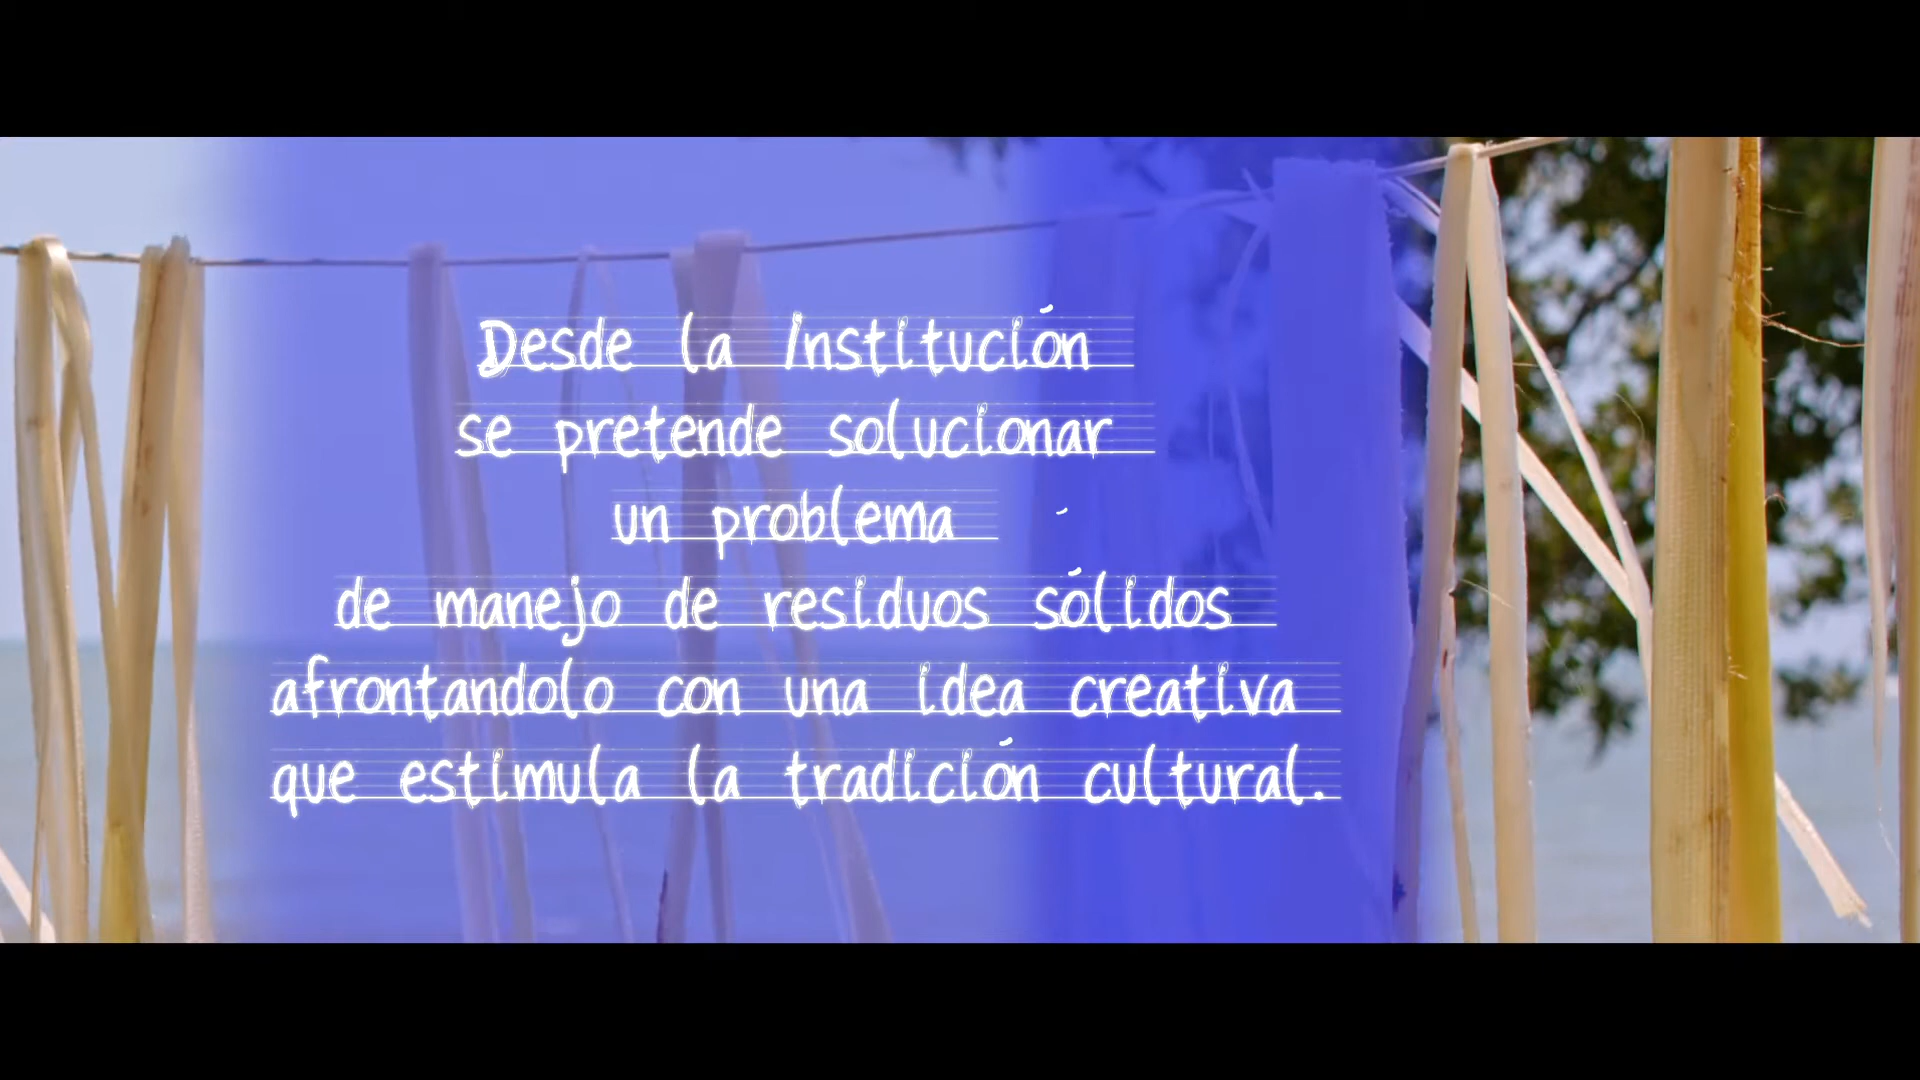 Desde la Institución
se pretende solucionar
un problema
de manejo de residuos sólidos
afrontandolo con una idea creativa
que estimula la tradición cultural.